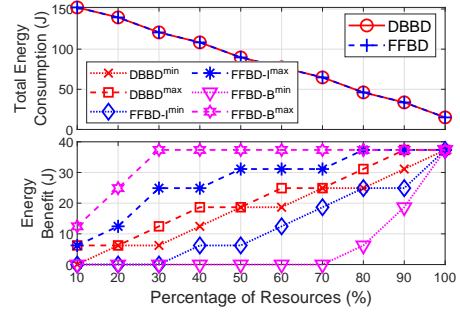 Total Energy
Consumption (J)
150
100
50
0
DBBD
FFBD
DBBD^min
DBBD^max
FFBD-I^min
FFBD-I^max
FFBD-B^min
FFBD-B^max
Energy
Benefit (J)
40
30
20
10
0
10 20 30 40 50 60 70 80 90 100
Percentage of Resources (%)